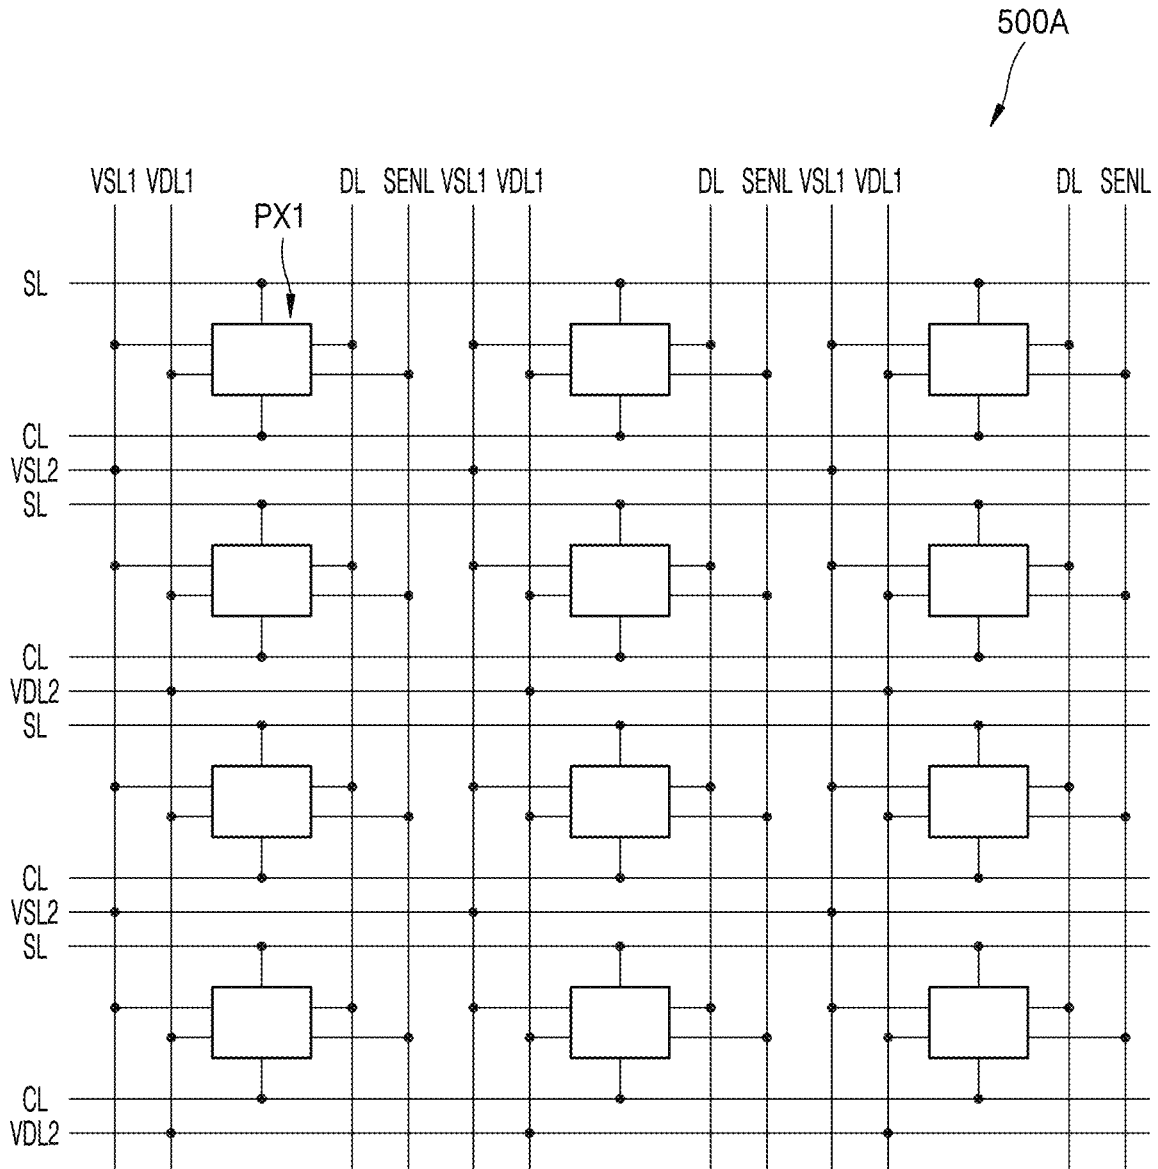 500A
VSL1 VDL1 DL SENL VSL1 VDL1 DL SENL VSL1 VDL1 DL SENL
PX1
SL
CL
VSL2
SL
CL
VDL2
SL
CL
VSL2
SL
CL
VDL2